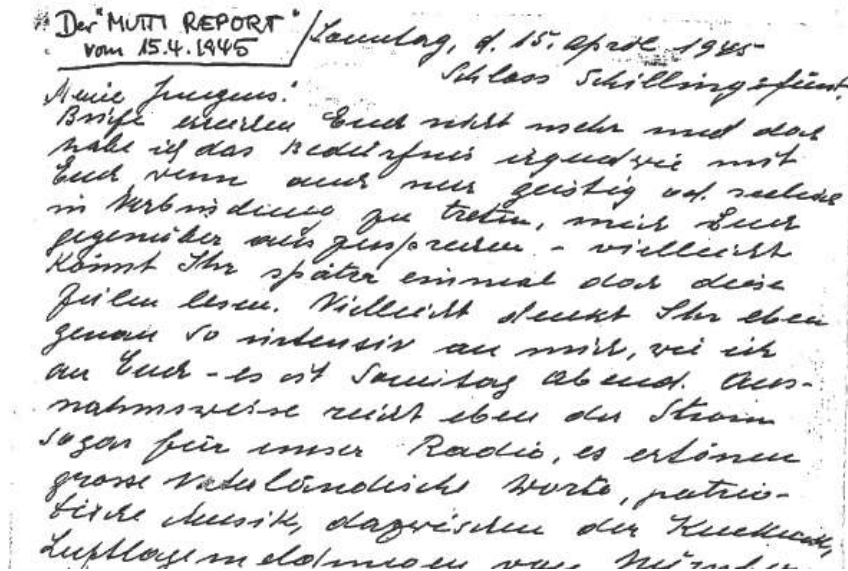 Der "MUTTI REPORT"
vom 15.4.1945
Sonntag, d. 15. April 1945
Schloss Schillingsfürst.
Meine Jungens!
Briefe erreichen Euch nicht mehr und doch
habe ich das Bedürfnis irgendwie mit
Euch wenn auch nur geistig od. seelisch
in Verbindung zu treten, mich Euch
gegenüber auszusprechen - vielleicht
könnt Ihr später einmal doch diese
Zeilen lesen. Vielleicht denkt Ihr eben
genau so intensiv an mich, wie ich
an Euch - es ist Sonntag Abend. Aus-
nahmsweise reicht eben der Strom
sogar für unser Radio, es ertönen
grosse Vaterländische Worte, patrio-
tische Musik, dazwischen der Kuckuck,
Luftlagemeldungen von